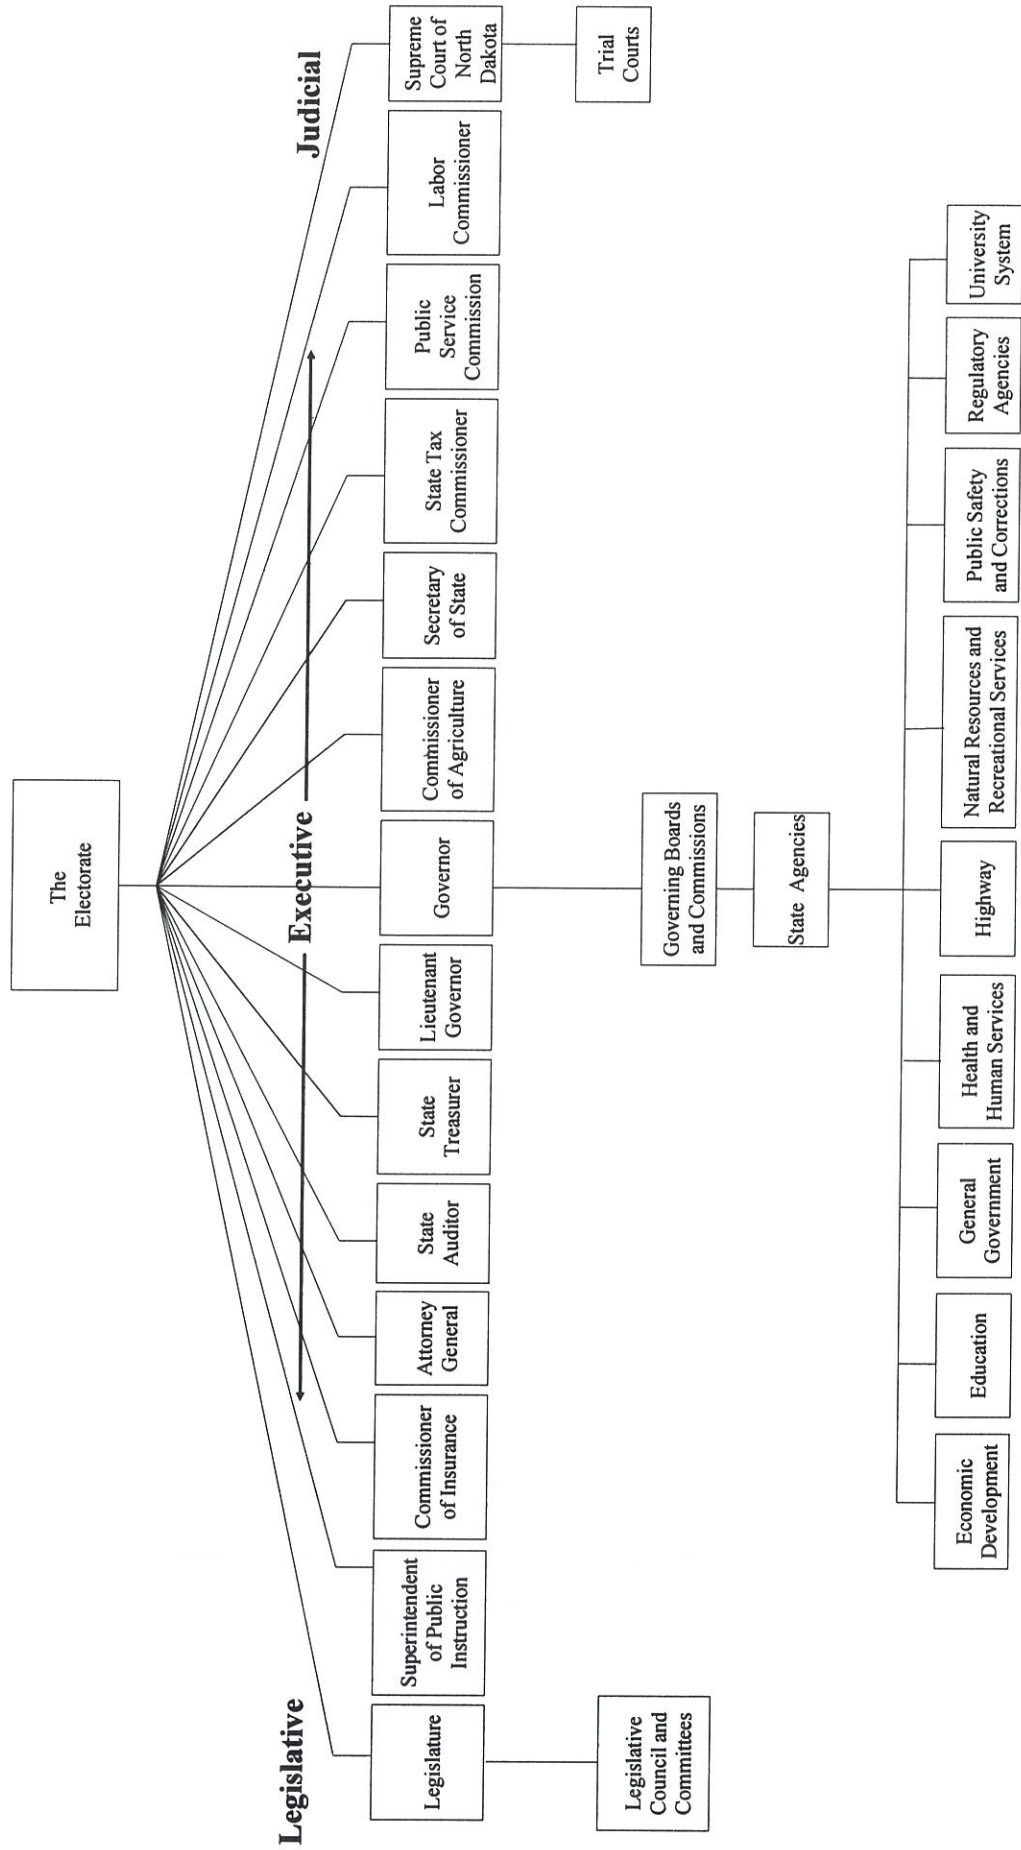 The
Electorate
Legislative
Executive
Judicial
Legislature
Superintendent
of Public
Instruction
Commissioner
of Insurance
Attorney
General
State
Auditor
State
Treasurer
Lieutenant
Governor
Governor
Commissioner
of Agriculture
Secretary
of State
State Tax
Commissioner
Public
Service
Commission
Labor
Commissioner
Supreme
Court of
North
Dakota
Legislative
Council and
Committees
Governing Boards
and Commissions
Trial
Courts
State Agencies
Economic
Development
Education
General
Government
Health and
Human Services
Highway
Natural Resources and
Recreational Services
Public Safety
and Corrections
Regulatory
Agencies
University
System